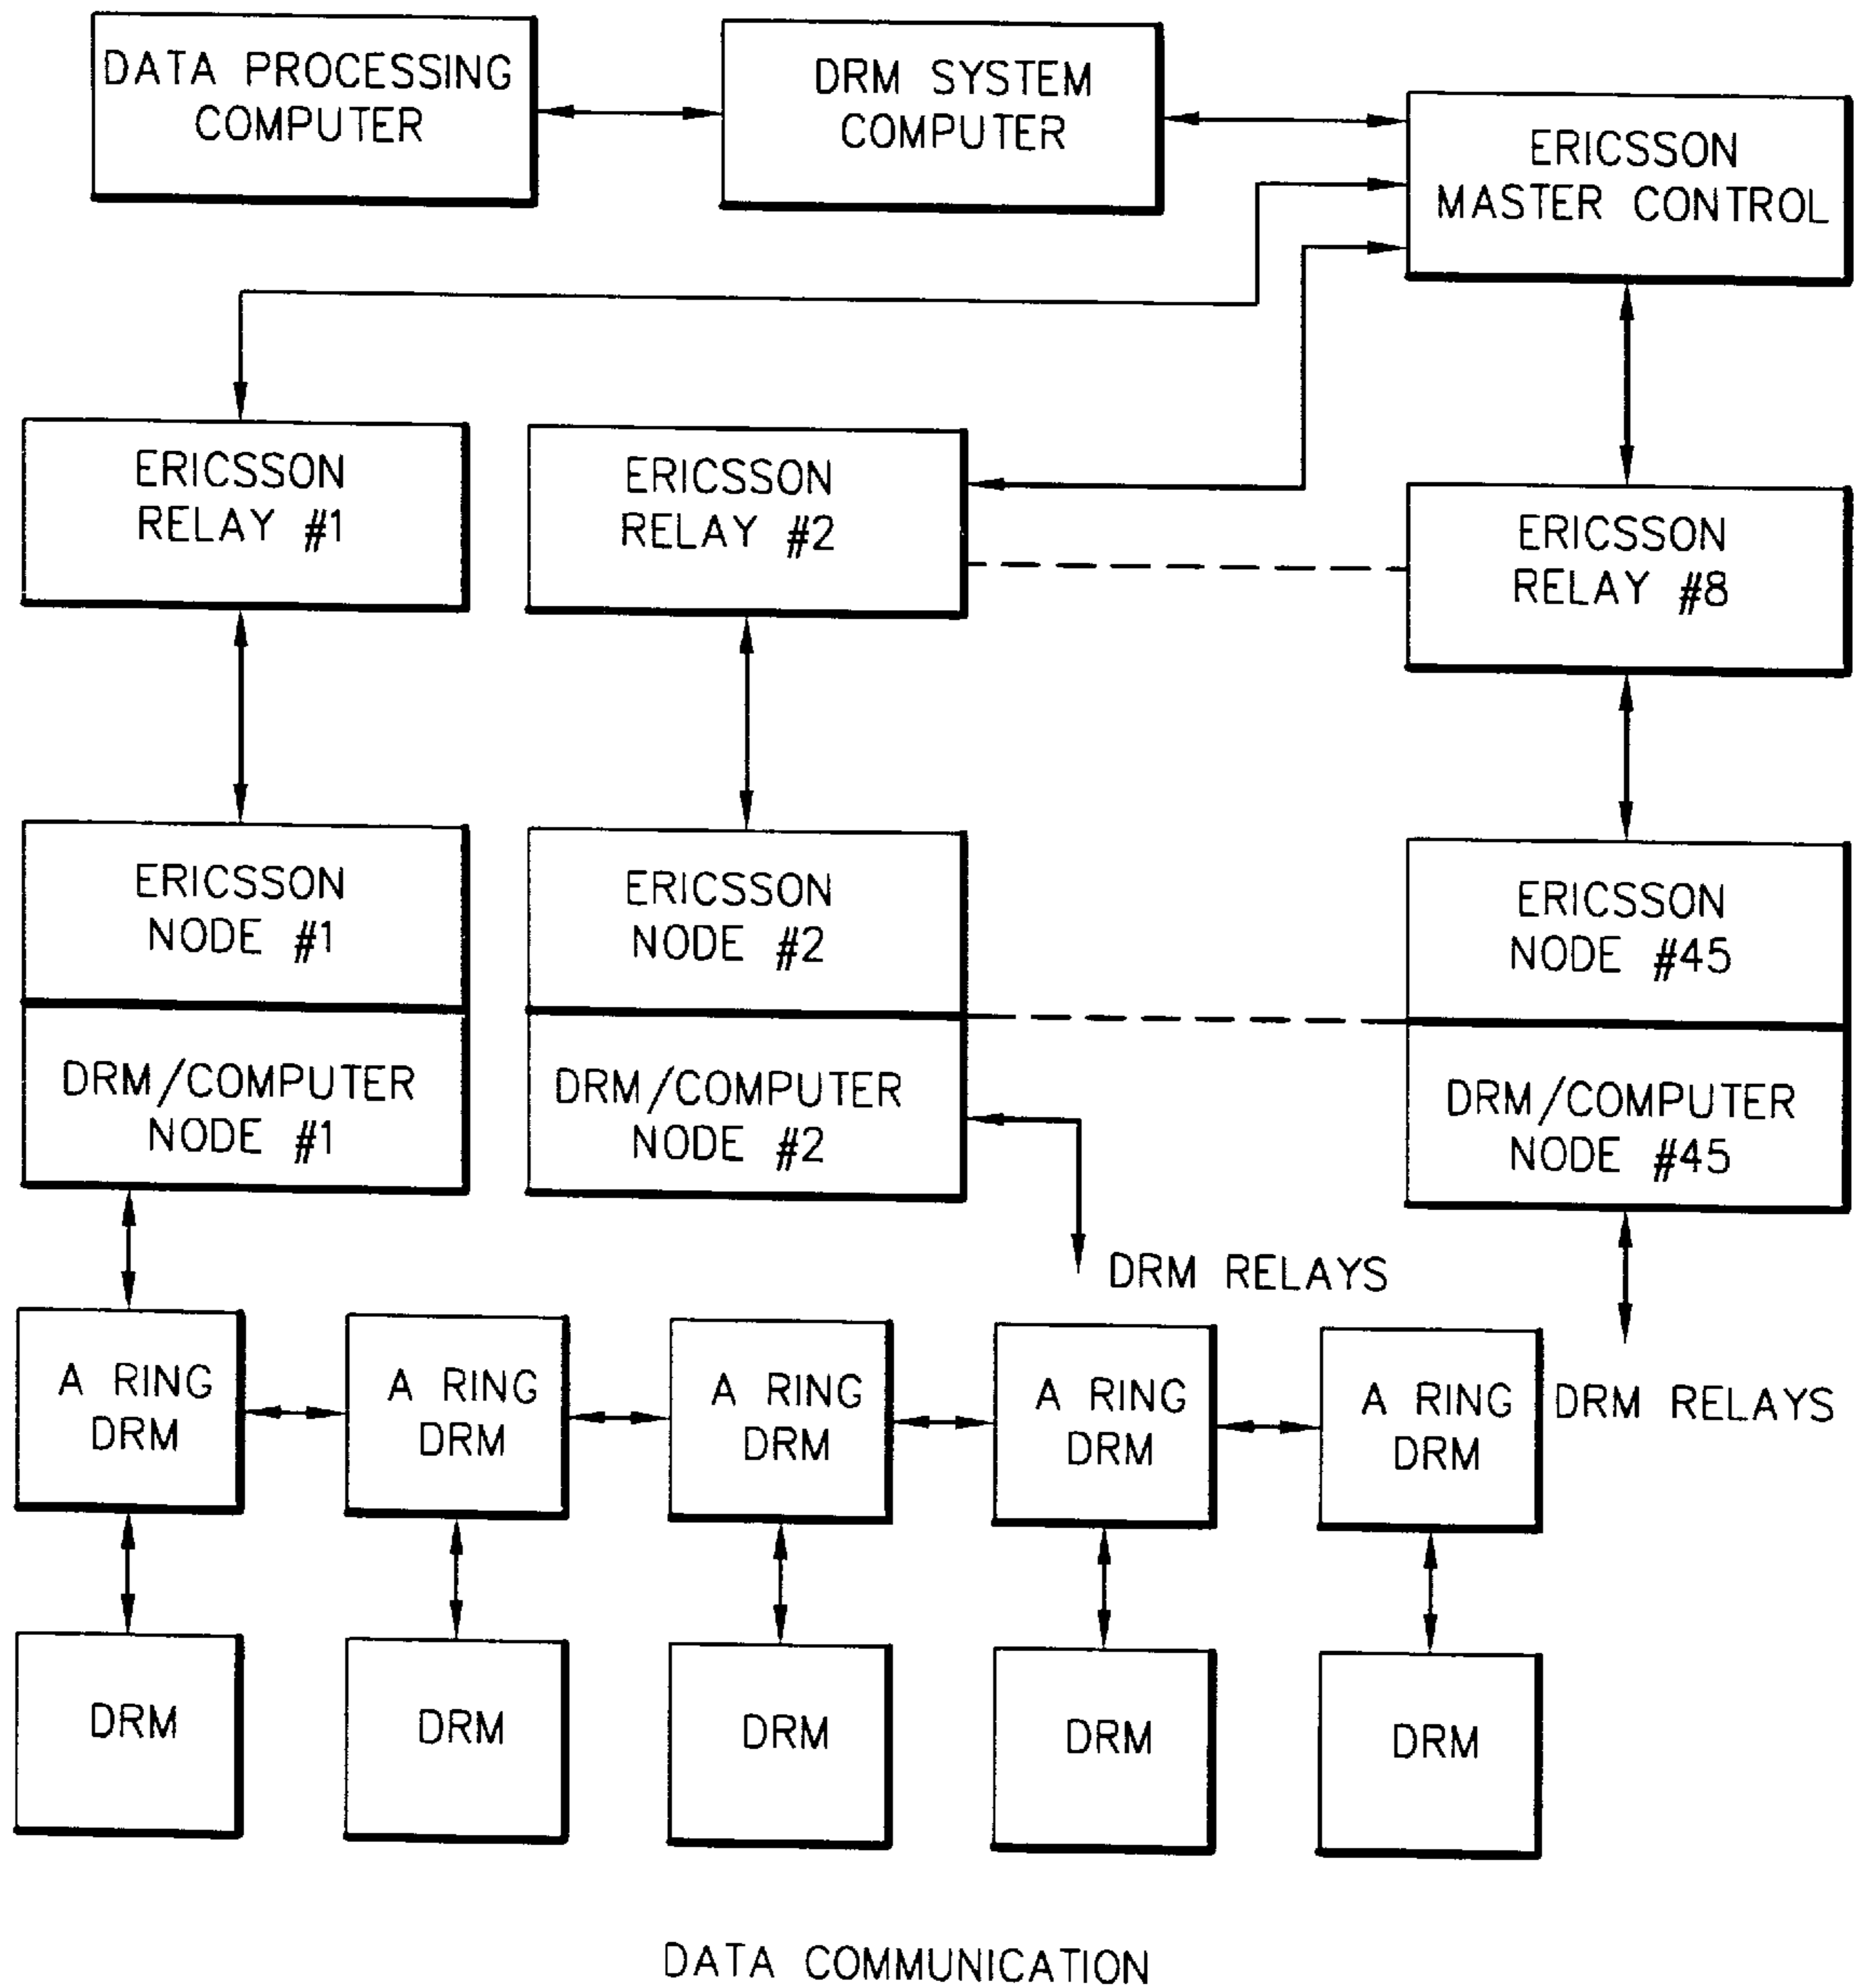 DATA PROCESSING
COMPUTER
DRM SYSTEM
COMPUTER
ERICSSON
MASTER CONTROL
ERICSSON
RELAY #1
ERICSSON
RELAY #2
ERICSSON
RELAY #8
ERICSSON
NODE #1
ERICSSON
NODE #2
ERICSSON
NODE #45
DRM/COMPUTER
NODE #1
DRM/COMPUTER
NODE #2
DRM/COMPUTER
NODE #45
DRM RELAYS
DRM RELAYS
A RING
DRM
A RING
DRM
A RING
DRM
A RING
DRM
A RING
DRM
DRM
DRM
DRM
DRM
DRM
DATA COMMUNICATION